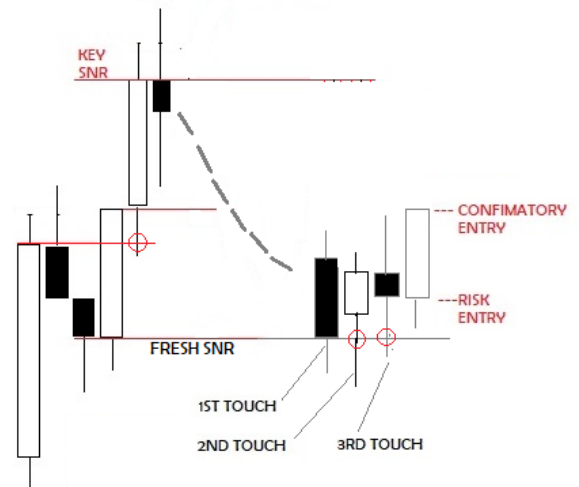 KEY
SNR
CONFIMATORY
ENTRY
RISK
ENTRY
FRESH SNR
1ST TOUCH
2ND TOUCH
3RD TOUCH